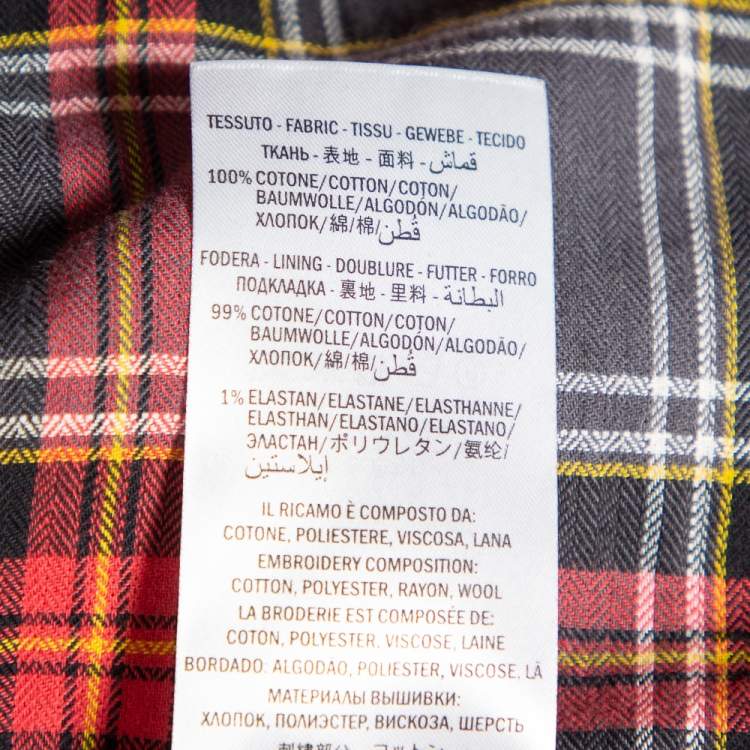 TESSUTO - FABRIC - TISSU - GEWEBE - TECIDO
ТКАНЬ - 表地 - 面料 - قماش
100% COTONE/COTTON/COTON/
BAUMWOLLE/ALGODÓN/ALGODÃO/
ХЛОПОК/綿/棉/قُطن
FODERA - LINING - DOUBLURE - FUTTER - FORRO
ПОДКЛАДКА - 裏地 - 里料 - البطانة
99% COTONE/COTTON/COTON/
BAUMWOLLE/ALGODÓN/ALGODÃO/
ХЛОПОК/綿/棉/قُطن
1% ELASTAN/ELASTANE/ELASTHANNE/
ELASTHAN/ELASTANO/ELASTANO/
ЭЛАСТАН/ポリウレタン/氨纶/
إيلاستين
IL RICAMO È COMPOSTO DA:
COTONE, POLIESTERE, VISCOSA, LANA
EMBROIDERY COMPOSITION:
COTTON, POLYESTER, RAYON, WOOL
LA BRODERIE EST COMPOSÉE DE:
COTON, POLYESTER, VISCOSE, LAINE
BORDADO: ALGODÃO, POLIESTER, VISCOSE, LÃ
МАТЕРИАЛЫ ВЫШИВКИ:
ХЛОПОК, ПОЛИЭСТЕР, ВИСКОЗА, ШЕРСТЬ